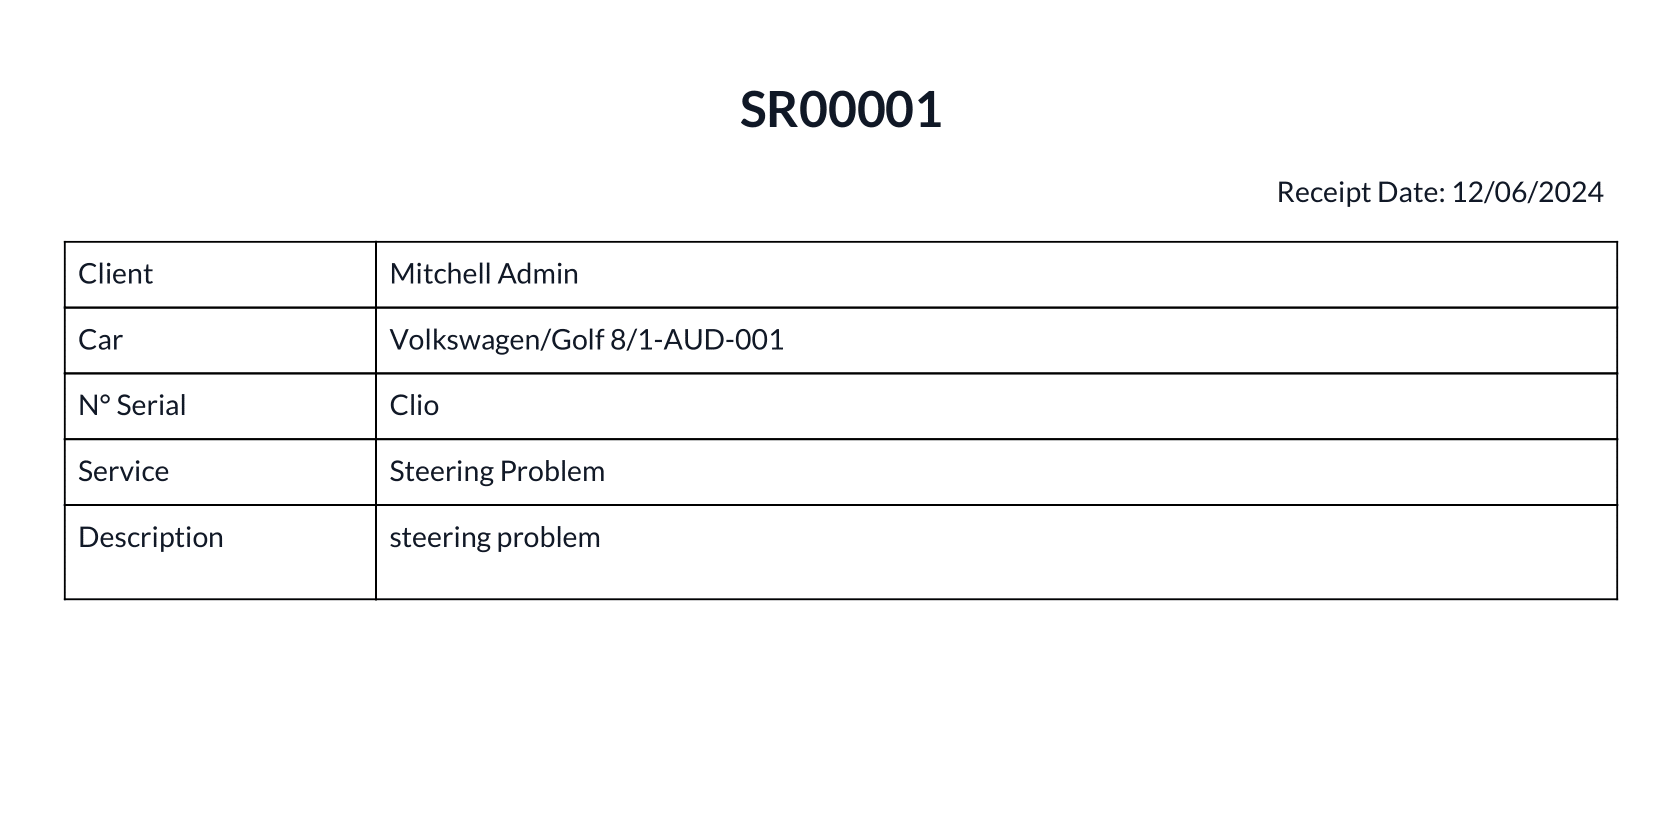 SR00001
Receipt Date: 12/06/2024
Client Mitchell Admin
Car Volkswagen/Golf 8/1-AUD-001
N° Serial Clio
Service Steering Problem
Description steering problem